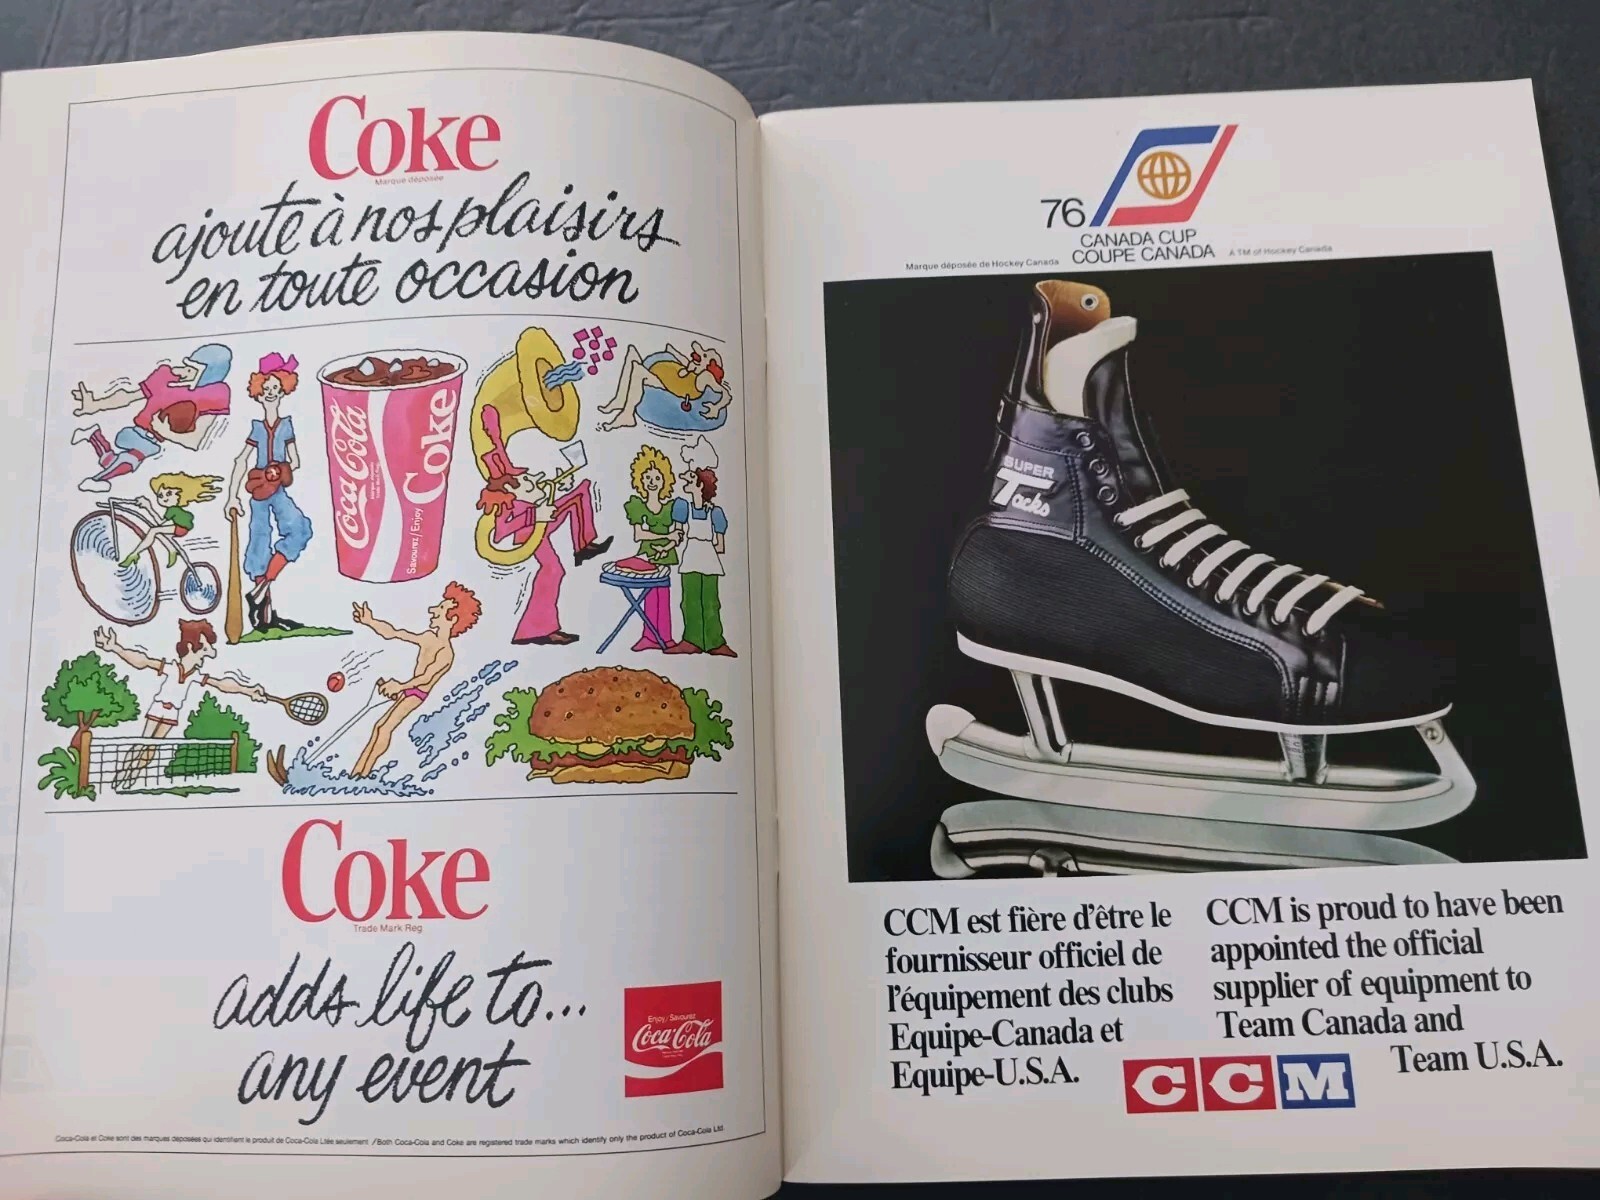 Coke
Marque déposée
ajoute à nos plaisirs
en toute occasion
Coca-Cola
Savourez/Enjoy Coke
Coke
Trade Mark Reg
adds life to...
any event
Enjoy/Savourez
Coca-Cola
Coca-Cola et Coke sont des marques déposées qui identifient le produit de Coca-Cola Ltée seulement / Both Coca-Cola and Coke are registered trade marks which identify only the product of Coca-Cola Ltd.
76
CANADA CUP
COUPE CANADA
Marque déposée de Hockey Canada
A TM of Hockey Canada
SUPER
Tacks
CCM est fière d'être le
fournisseur officiel de
l'équipement des clubs
Equipe-Canada et
Equipe-U.S.A.
CCM is proud to have been
appointed the official
supplier of equipment to
Team Canada and
Team U.S.A.
CCM